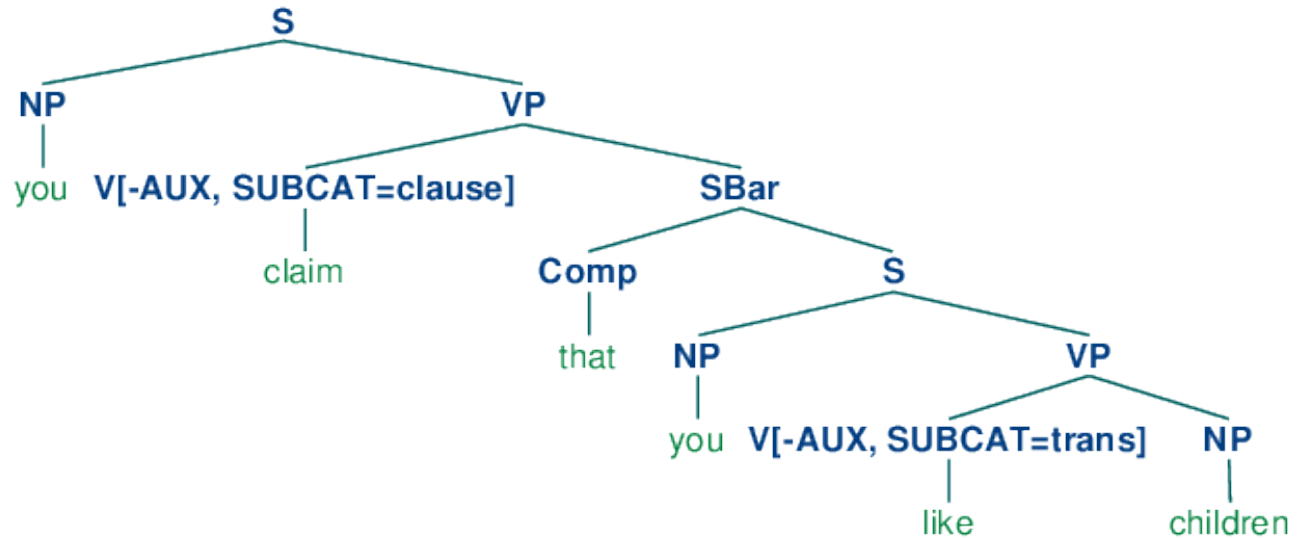 S
NP VP
you V[-AUX, SUBCAT=clause] SBar
claim Comp S
that NP VP
you V[-AUX, SUBCAT=trans] NP
like children